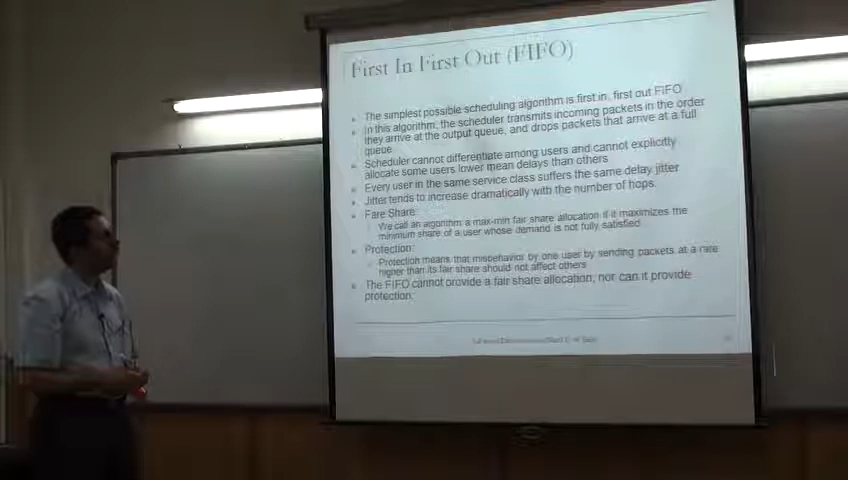 First In First Out (FIFO)
The simplest possible scheduling algorithm is first in, first out FIFO
In this algorithm, the scheduler transmits incoming packets in the order
they arrive at the output queue, and drops packets that arrive at a full
queue
Scheduler cannot differentiate among users and cannot explicitly
allocate some users lower mean delays than others
Every user in the same service class suffers the same delay jitter
Jitter tends to increase dramatically with the number of hops.
Fare Share:
We call an algorithm a max-min fair share allocation if it maximizes the
minimum share of a user whose demand is not fully satisfied
Protection:
Protection means that misbehavior by one user by sending packets at a rate
higher than its fair share should not affect others
The FIFO cannot provide a fair share allocation, nor can it provide
protection.